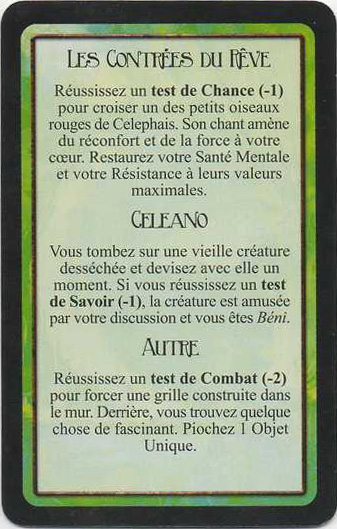 Les Contrées du Rêve
Réussissez un test de Chance (-1)
pour croiser un des petits oiseaux
rouges de Celephais. Son chant amène
du réconfort et de la force à votre
cœur. Restaurez votre Santé Mentale
et votre Résistance à leurs valeurs
maximales.
Celeano
Vous tombez sur une vieille créature
desséchée et devisez avec elle un
moment. Si vous réussissez un test
de Savoir (-1), la créature est amusée
par votre discussion et vous êtes Béni.
Autre
Réussissez un test de Combat (-2)
pour forcer une grille construite dans
le mur. Derrière, vous trouvez quelque
chose de fascinant. Piochez 1 Objet
Unique.